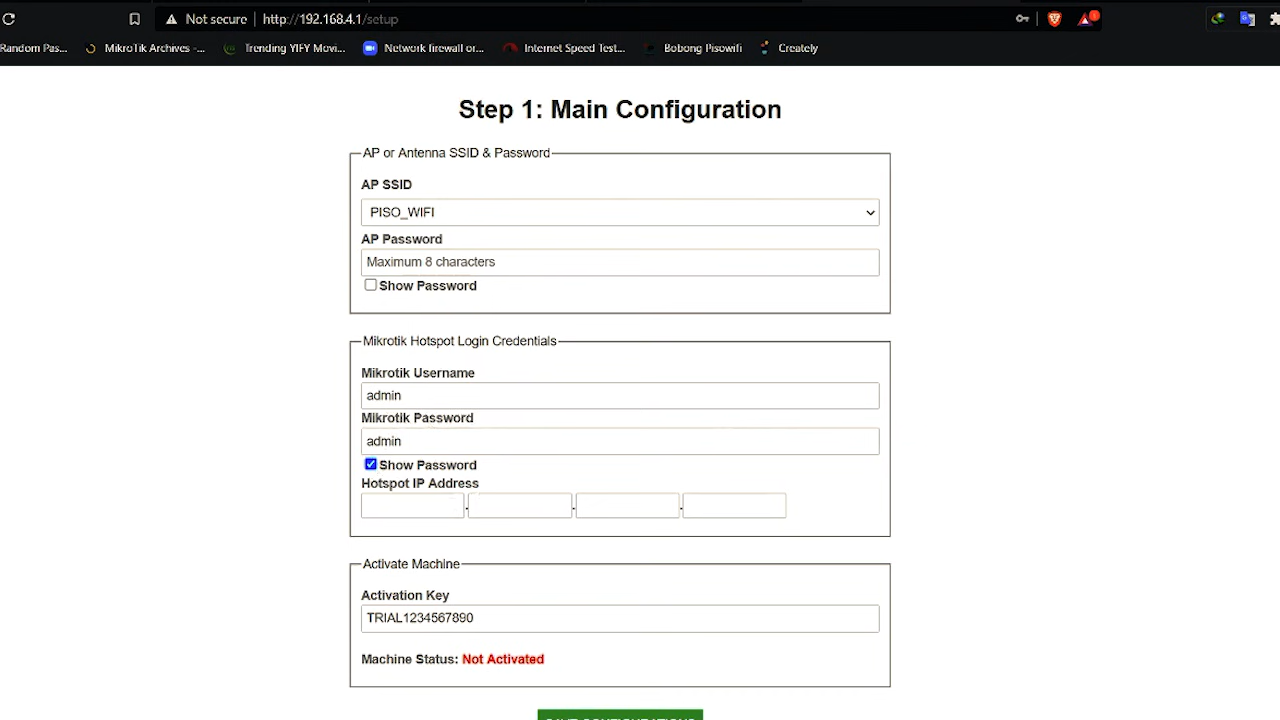 Not secure http://192.168.4.1/setup
Random Pas... MikroTik Archives -... Trending YIFY Movi... Network firewall or... Internet Speed Test... Bobong Pisowifi Creately
Step 1: Main Configuration
AP or Antenna SSID & Password
AP SSID
PISO_WIFI
AP Password
Maximum 8 characters
Show Password
Mikrotik Hotspot Login Credentials
Mikrotik Username
admin
Mikrotik Password
admin
Show Password
Hotspot IP Address
. . .
Activate Machine
Activation Key
TRIAL1234567890
Machine Status: Not Activated
SAVE CONFIGURATIONS